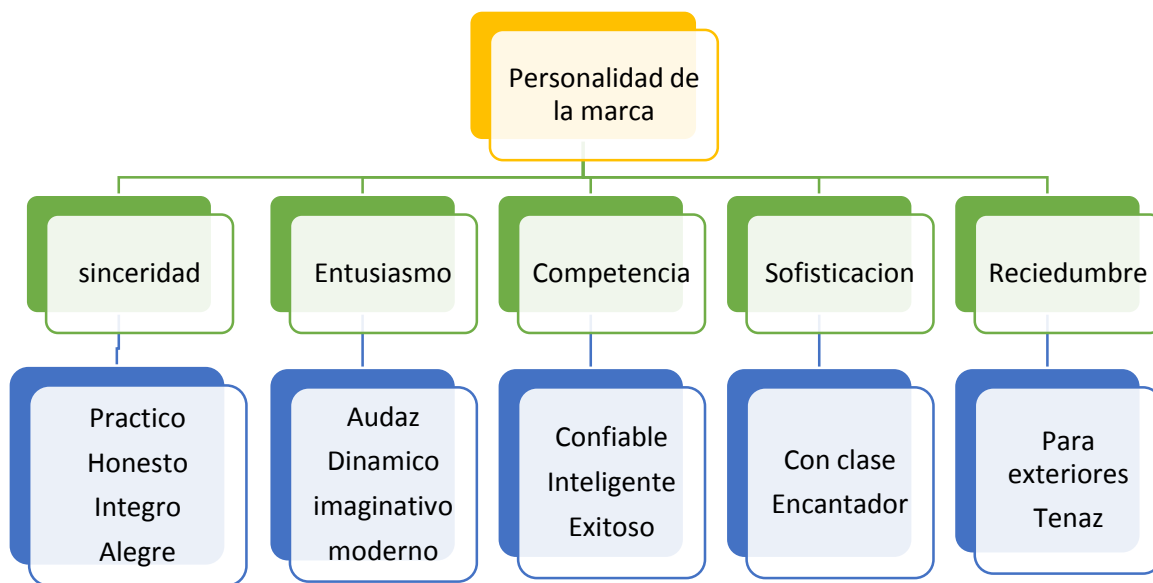 Personalidad de
la marca
sinceridad
Entusiasmo
Competencia
Sofisticacion
Reciedumbre
Practico
Honesto
Integro
Alegre
Audaz
Dinamico
imaginativo
moderno
Confiable
Inteligente
Exitoso
Con clase
Encantador
Para
exteriores
Tenaz